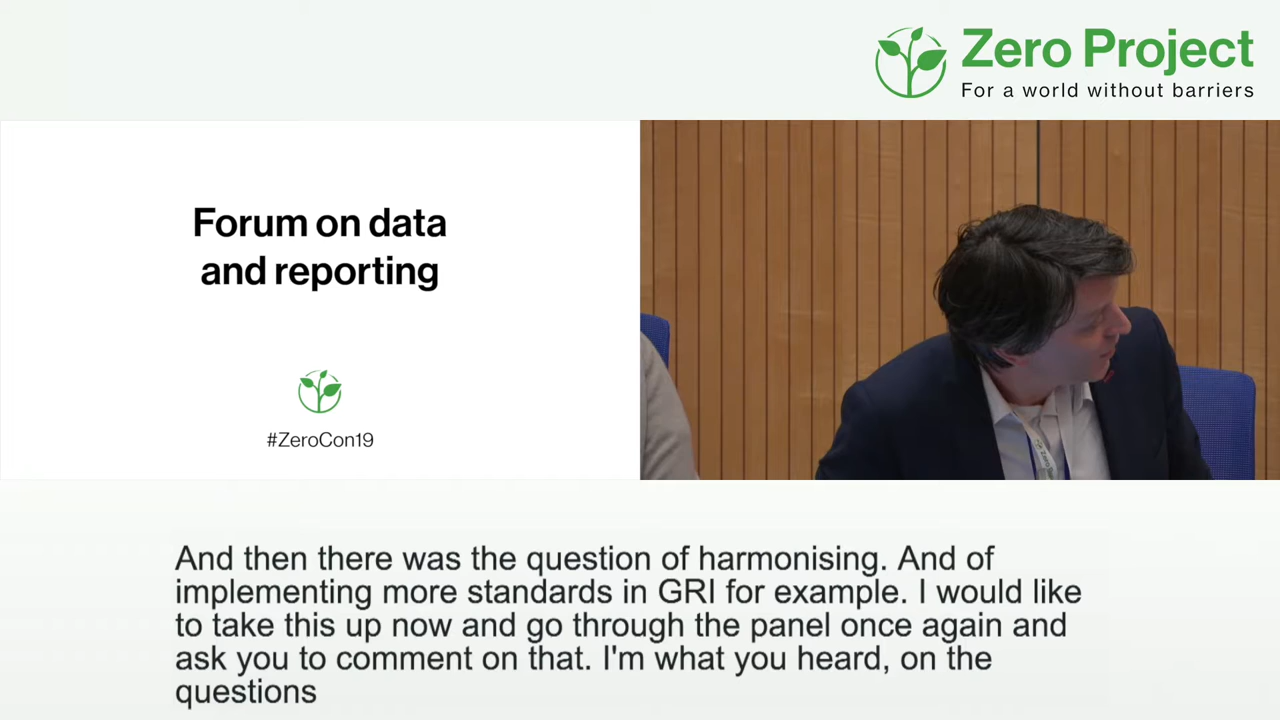 Zero Project
For a world without barriers
Forum on data
and reporting
#ZeroCon19
And then there was the question of harmonising. And of
implementing more standards in GRI for example. I would like
to take this up now and go through the panel once again and
ask you to comment on that. I'm what you heard, on the
questions